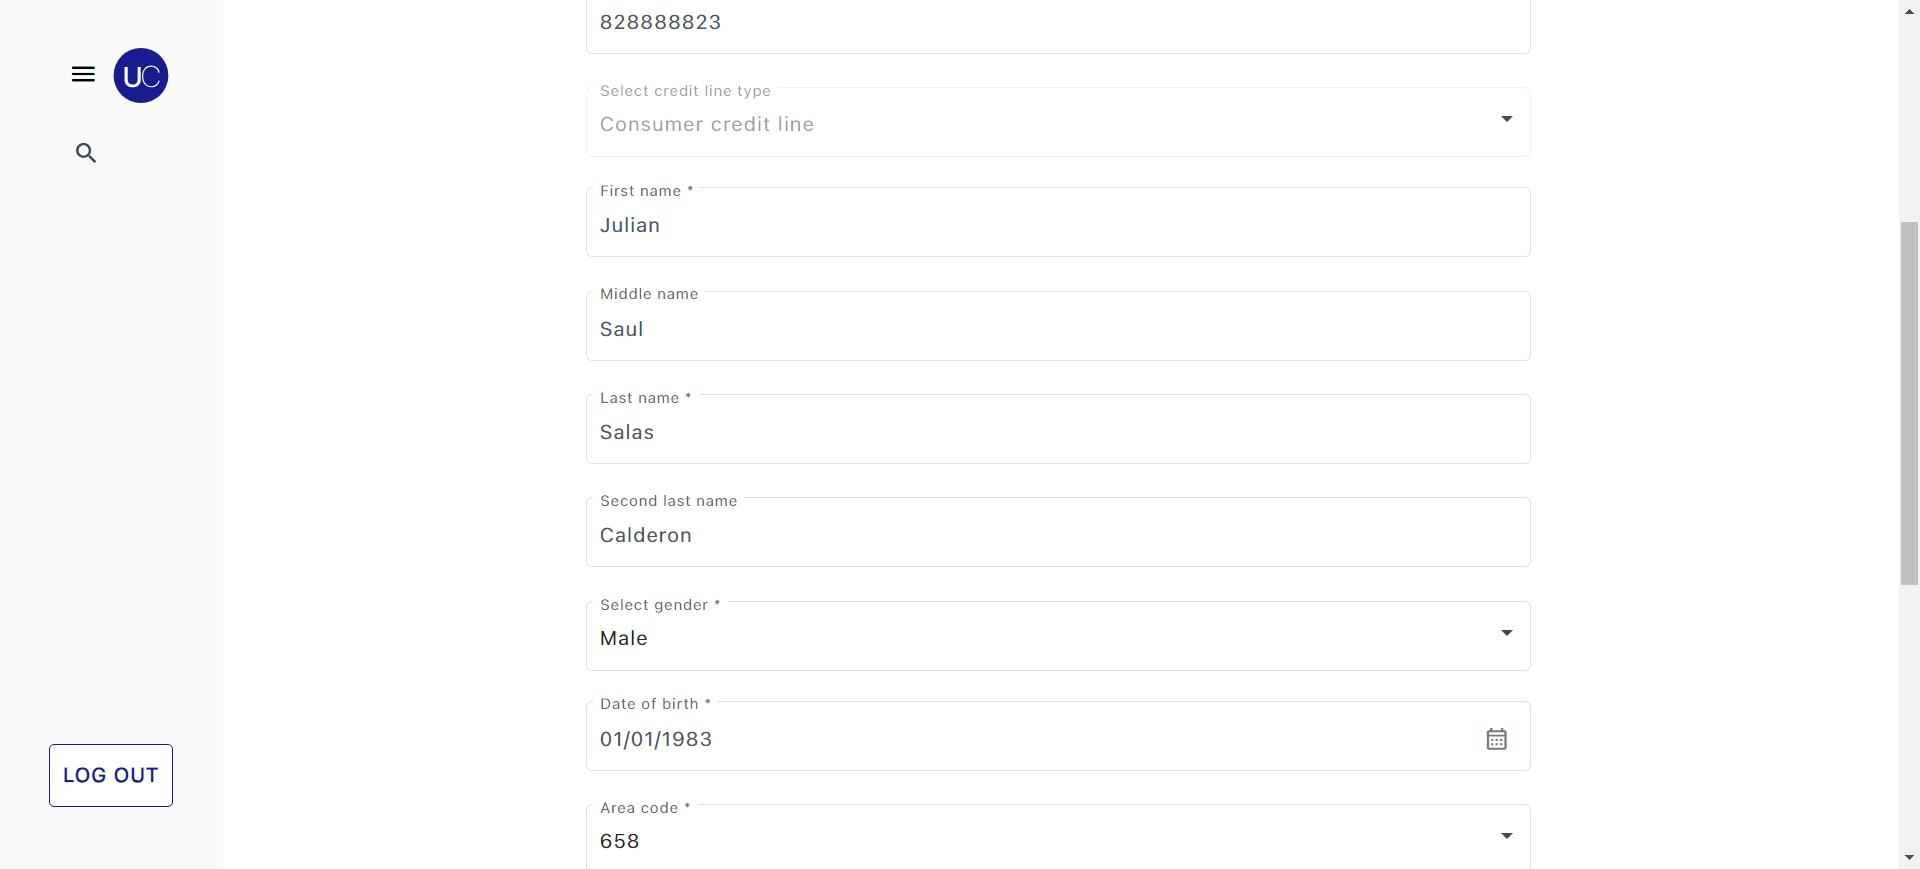 828888823
UC
Select credit line type
Consumer credit line
First name *
Julian
Middle name
Saul
Last name *
Salas
Second last name
Calderon
Select gender *
Male
Date of birth *
01/01/1983
LOG OUT
Area code *
658